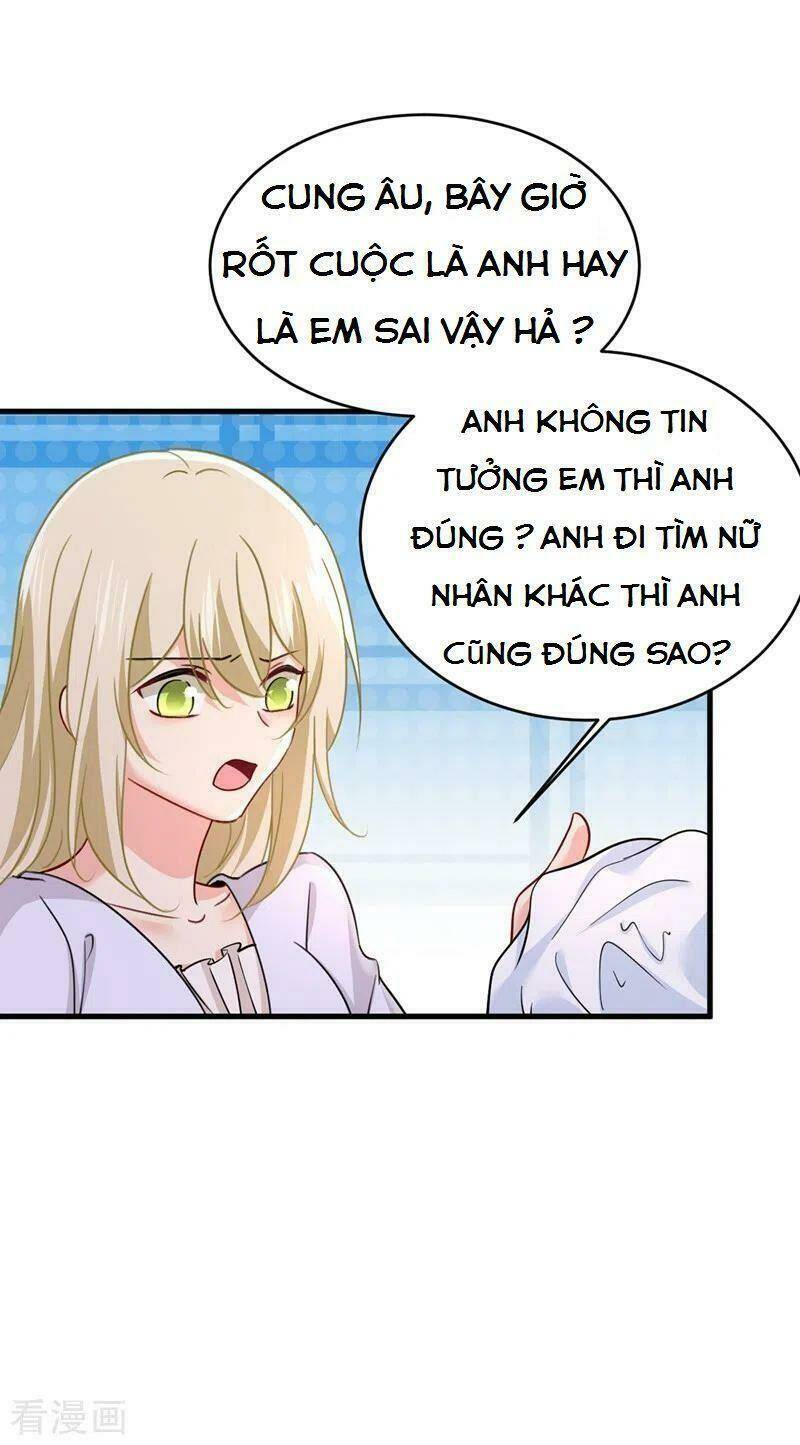 CUNG ÂU, BÂY GIỜ
RỐT CUỘC LÀ ANH HAY
LÀ EM SAI VẬY HẢ ?
ANH KHÔNG TIN
TƯỞNG EM THÌ ANH
ĐÚNG ? ANH ĐI TÌM NỮ
NHÂN KHÁC THÌ ANH
CŨNG ĐÚNG SAO?
看漫画